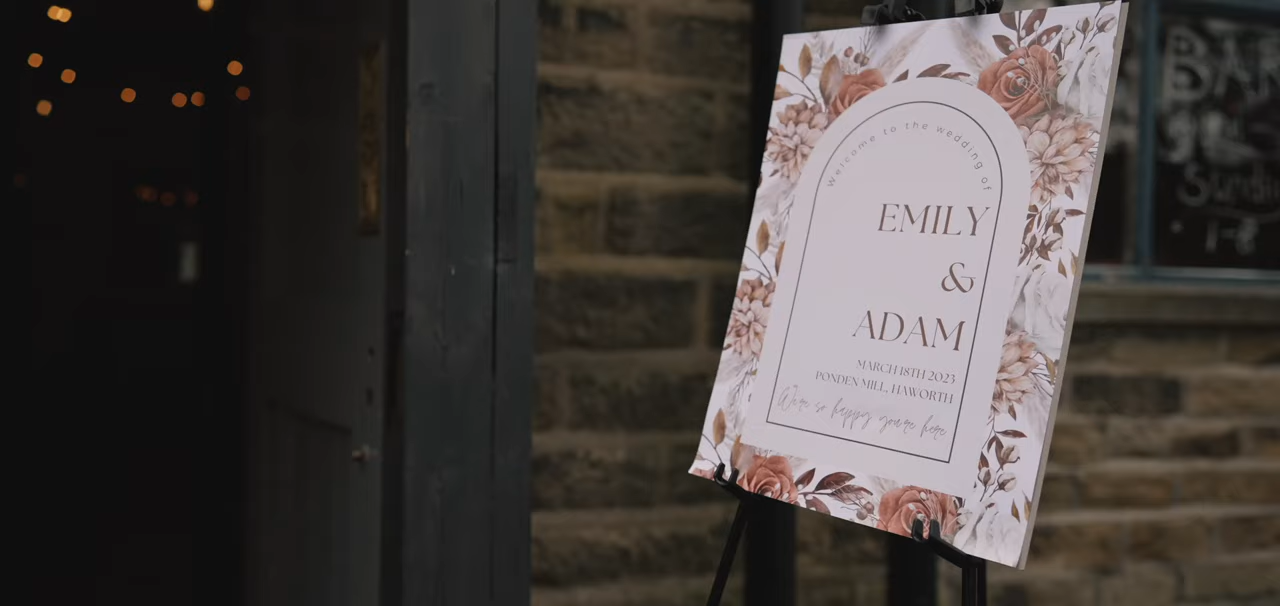 Welcome to the wedding of
EMILY
&
ADAM
MARCH 18TH 2023
PONDEN MILL, HAWORTH
We're so happy you're here
BAR